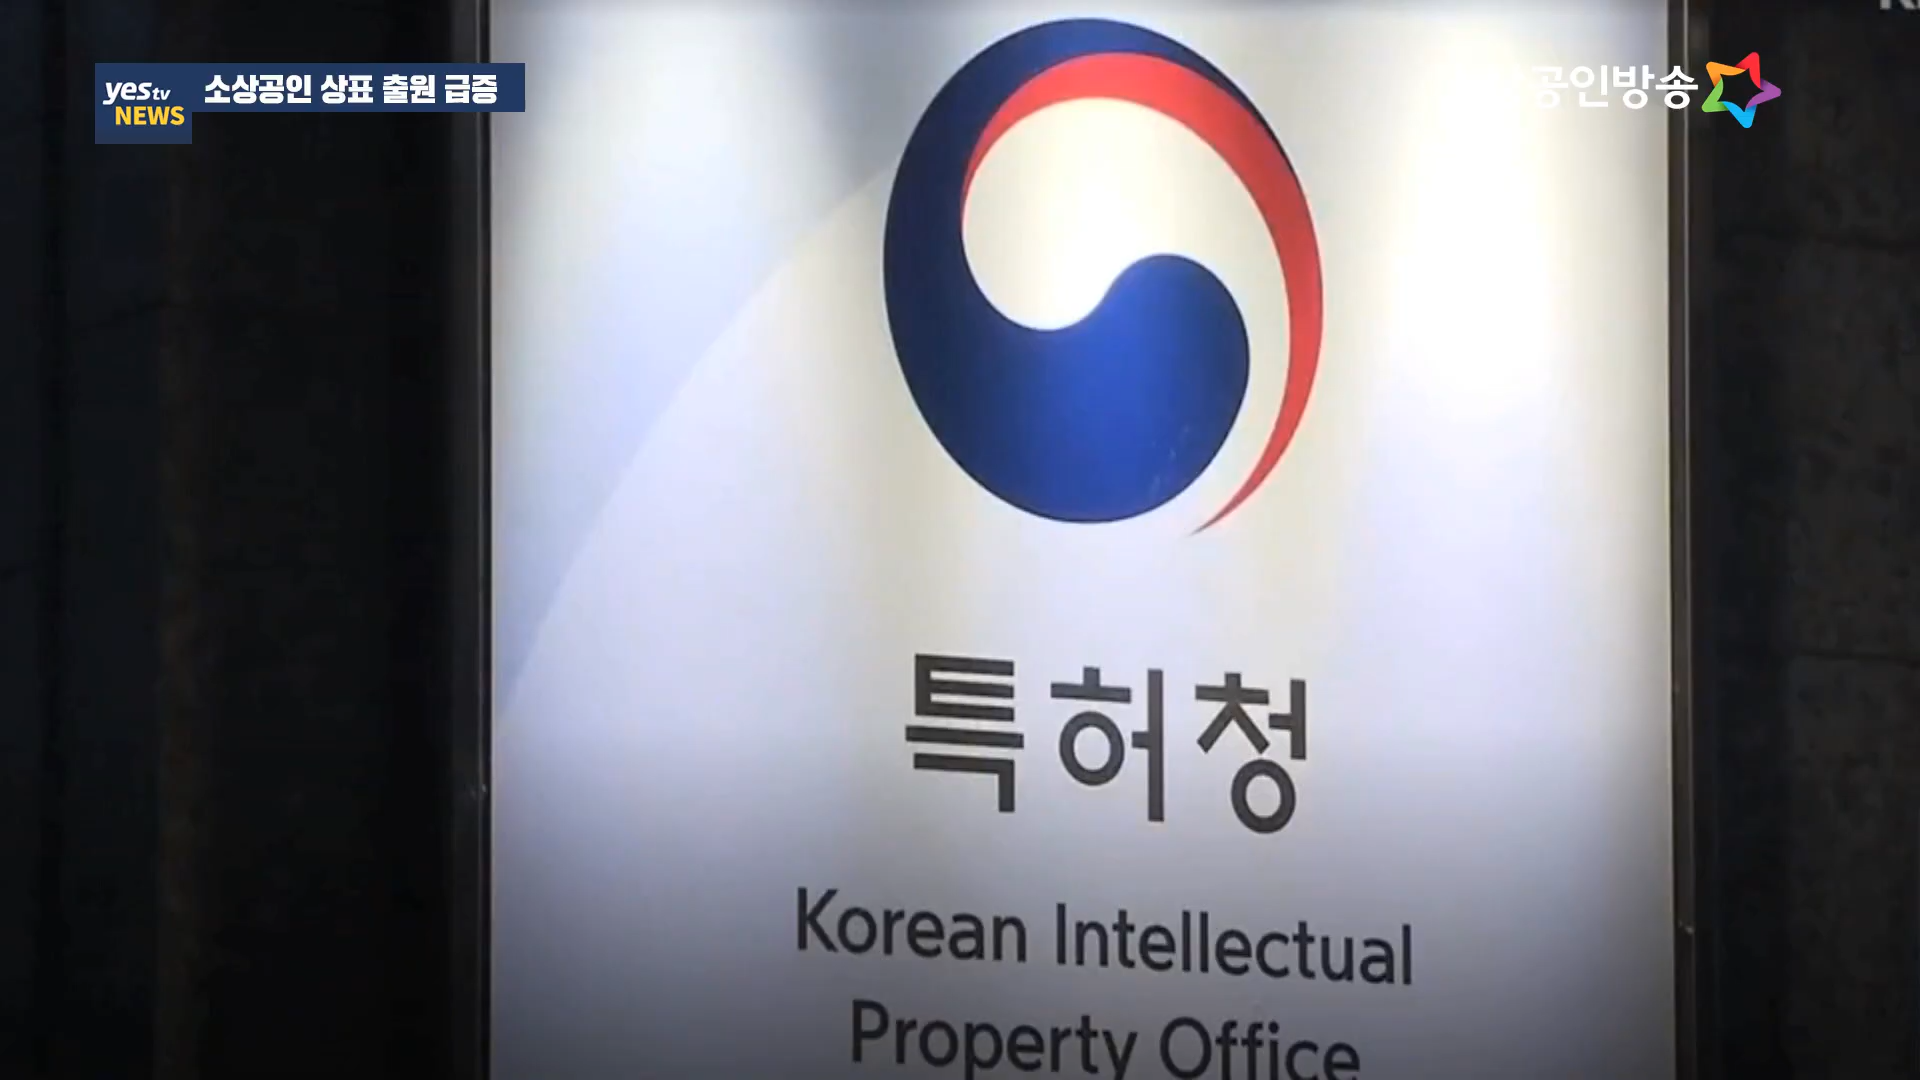 yes tv
NEWS
소상공인 상표 출원 급증
공인방송
특허청
Korean Intellectual
Property Office